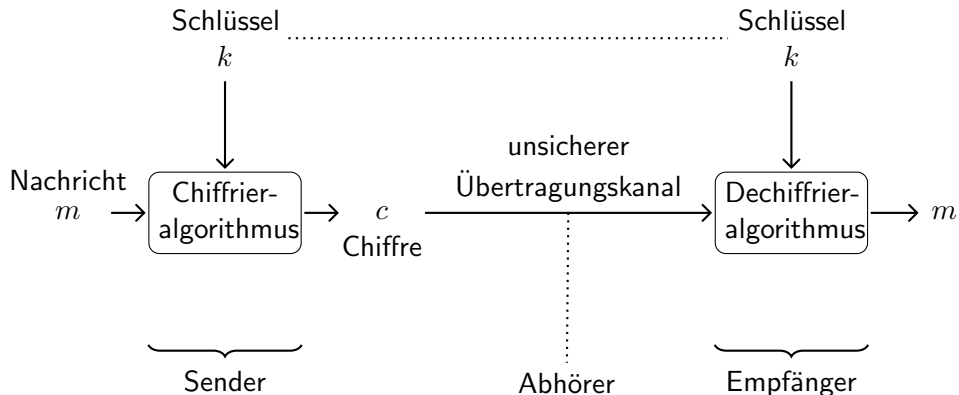 Schlüssel
k
Schlüssel
k
unsicherer
Übertragungskanal
Nachricht
m
Chiffrier-
algorithmus
c
Chiffre
Dechiffrier-
algorithmus
m
Sender
Abhörer
Empfänger